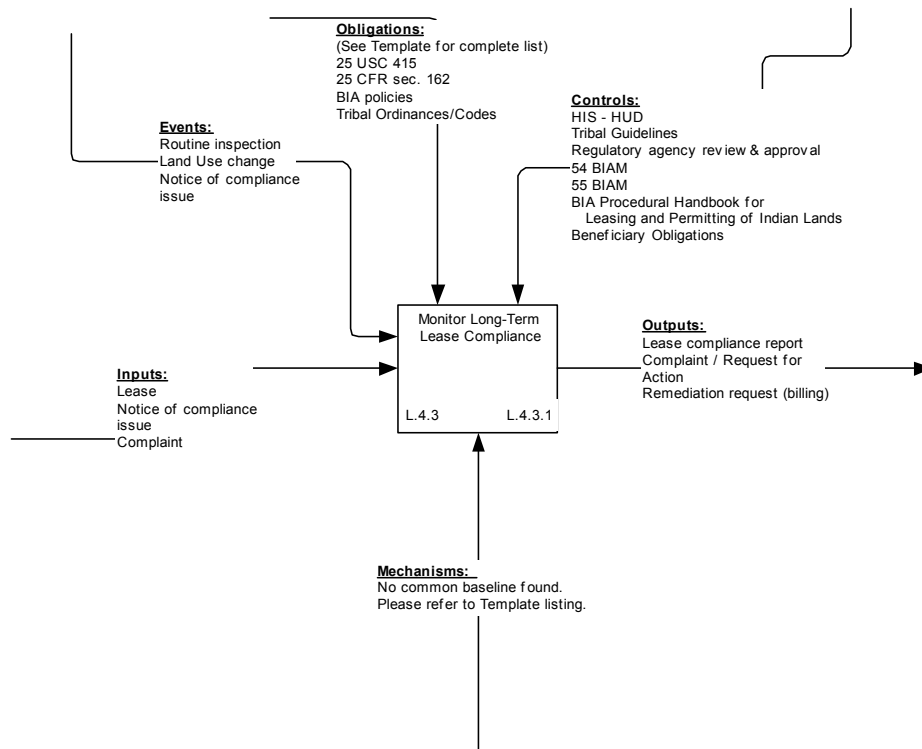 Obligations:
(See Template for complete list)
25 USC 415
25 CFR sec. 162
BIA policies
Tribal Ordinances/Codes
Controls:
HIS - HUD
Tribal Guidelines
Regulatory agency review & approval
54 BIAM
55 BIAM
BIA Procedural Handbook for
Leasing and Permitting of Indian Lands
Beneficiary Obligations
Events:
Routine inspection
Land Use change
Notice of compliance
issue
Monitor Long-Term
Lease Compliance
L.4.3 L.4.3.1
Outputs:
Lease compliance report
Complaint / Request for
Action
Remediation request (billing)
Inputs:
Lease
Notice of compliance
issue
Complaint
Mechanisms:
No common baseline found.
Please refer to Template listing.